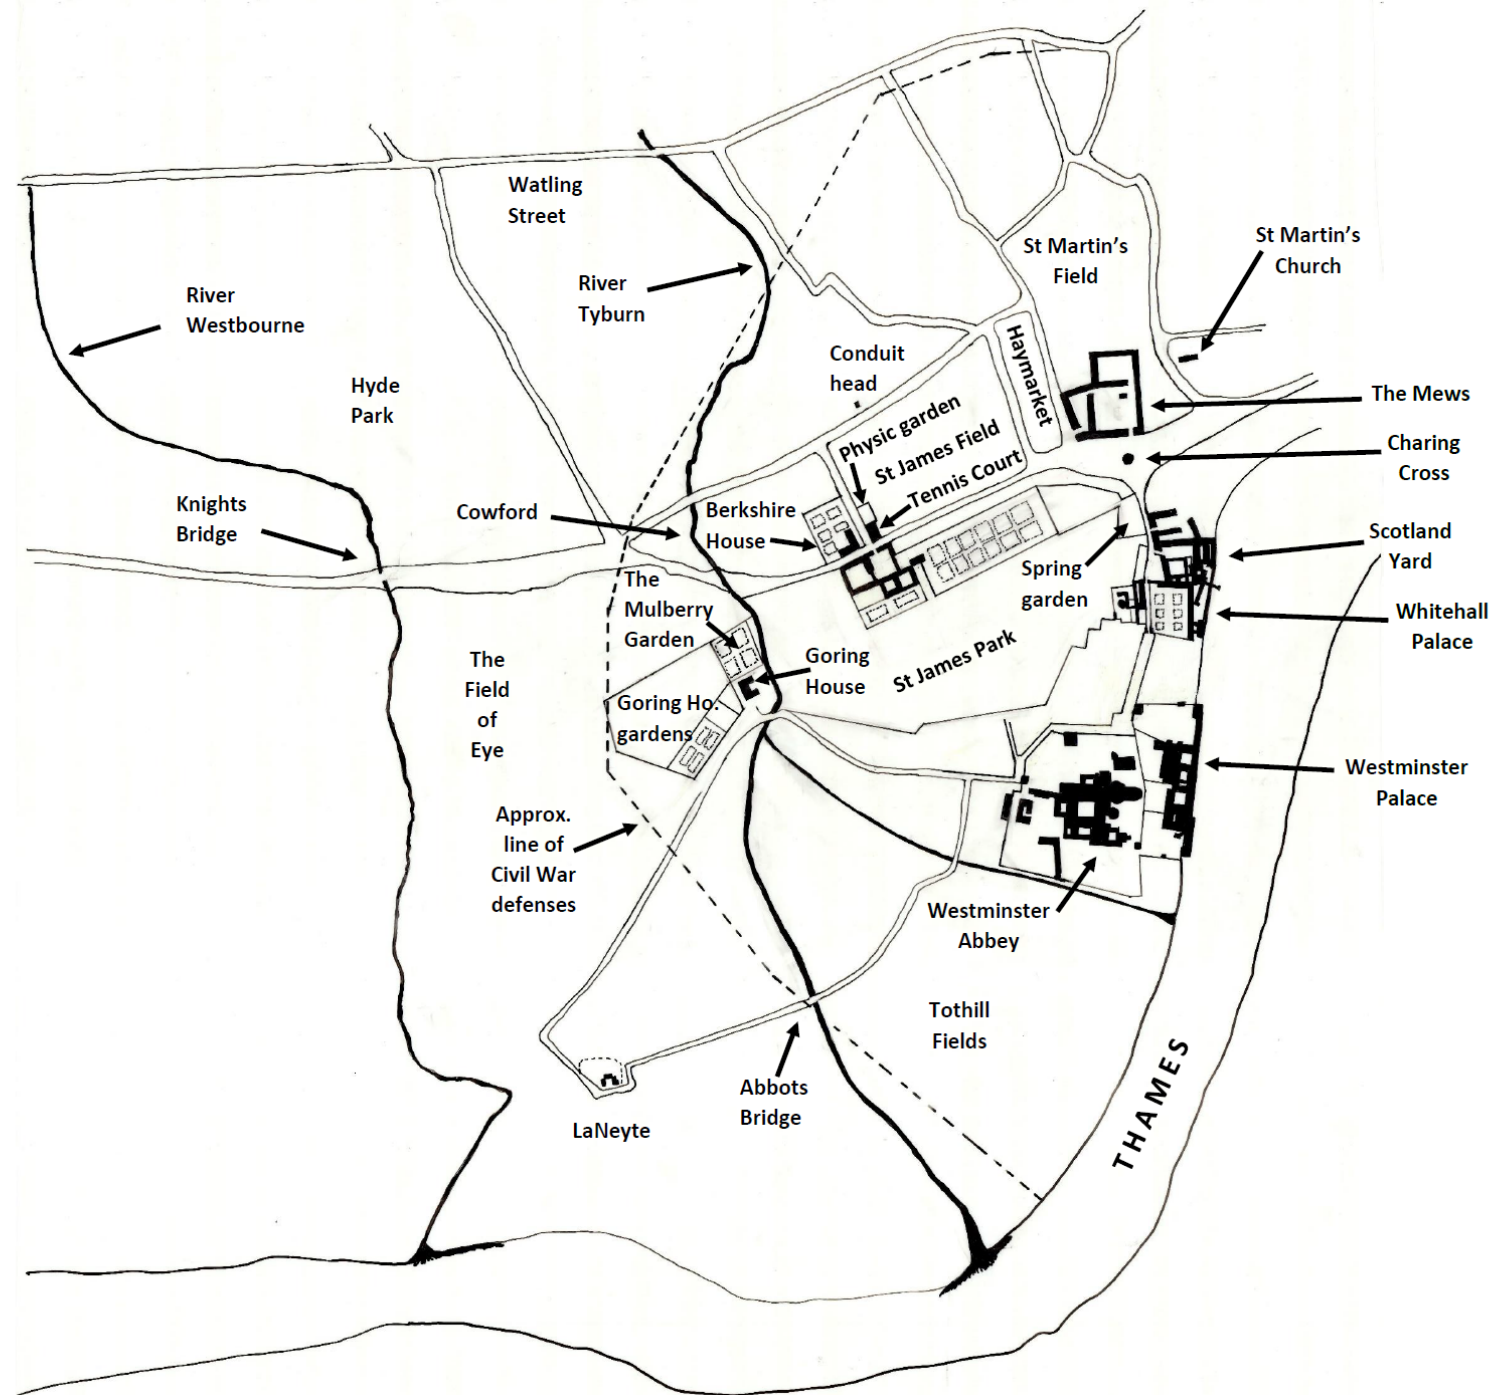 Watling
Street
St Martin's
Field
St Martin's
Church
River
Tyburn
River
Westbourne
Hyde
Park
Conduit
head
Haymarket
The Mews
Physic garden
St James Field
Tennis Court
Charing
Cross
Knights
Bridge
Cowford
Berkshire
House
Scotland
Yard
Spring
garden
The
Mulberry
Garden
Whitehall
Palace
The
Field
of
Eye
Goring
House
St James Park
Goring Ho.
gardens
Westminster
Palace
Approx.
line of
Civil War
defenses
Westminster
Abbey
Tothill
Fields
THAMES
Abbots
Bridge
LaNeyte